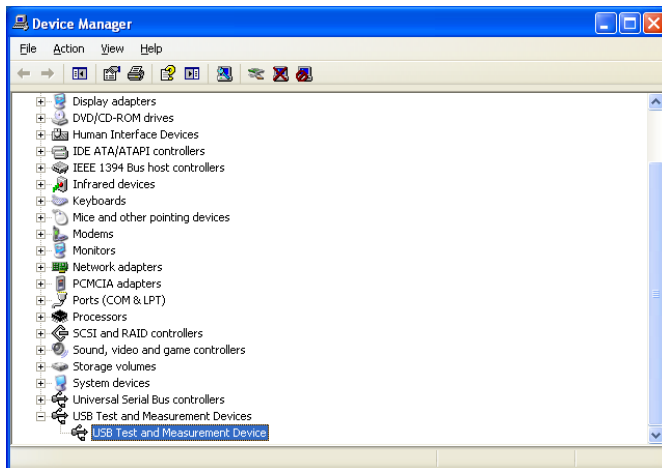 Device Manager
File Action View Help
Display adapters
DVD/CD-ROM drives
Human Interface Devices
IDE ATA/ATAPI controllers
IEEE 1394 Bus host controllers
Infrared devices
Keyboards
Mice and other pointing devices
Modems
Monitors
Network adapters
PCMCIA adapters
Ports (COM & LPT)
Processors
SCSI and RAID controllers
Sound, video and game controllers
Storage volumes
System devices
Universal Serial Bus controllers
USB Test and Measurement Devices
USB Test and Measurement Device